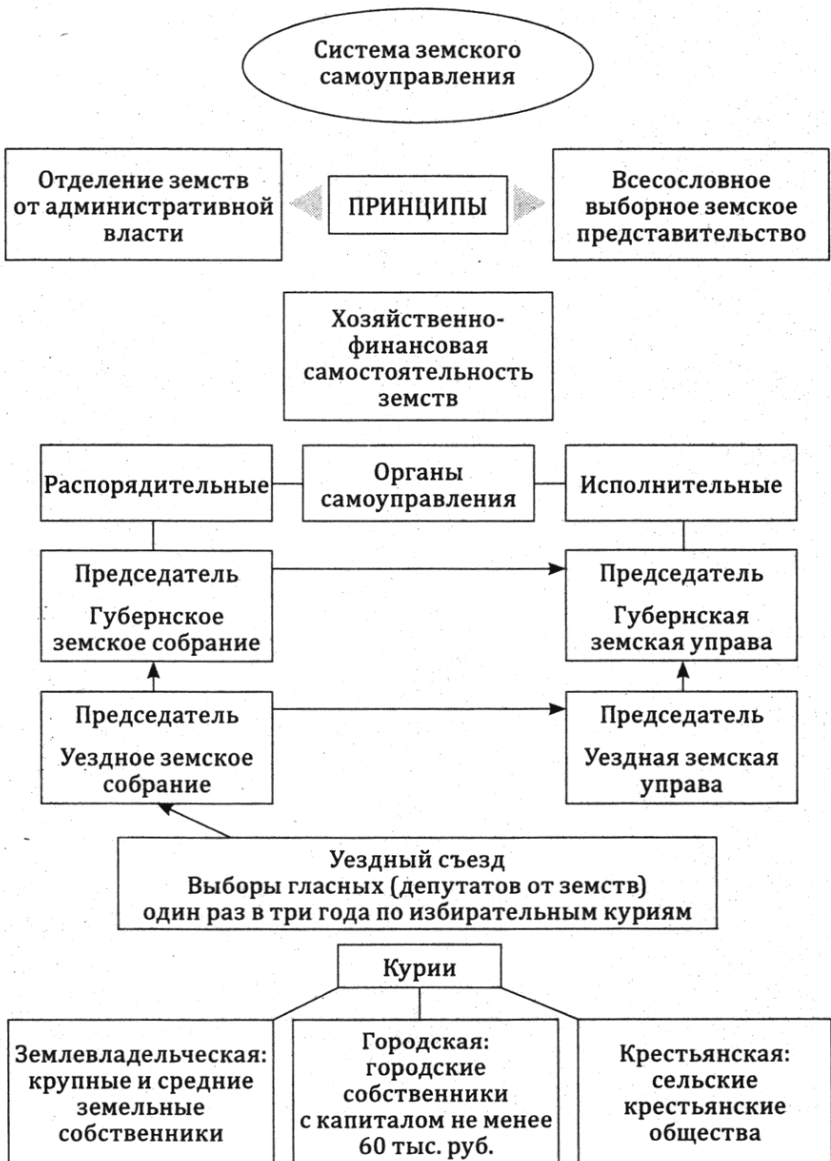 Система земского
самоуправления
Отделение земств
от административной
власти
ПРИНЦИПЫ
Всесословное
выборное земское
представительство
Хозяйственно-
финансовая
самостоятельность
земств
Распорядительные
Органы
самоуправления
Исполнительные
Председатель
Губернское
земское собрание
Председатель
Губернская
земская управа
Председатель
Уездное земское
собрание
Председатель
Уездная земская
управа
Уездный съезд
Выборы гласных (депутатов от земств)
один раз в три года по избирательным куриям
Курии
Землевладельческая:
крупные и средние
земельные
собственники
Городская:
городские
собственники
с капиталом не менее
60 тыс. руб.
Крестьянская:
сельские
крестьянские
общества